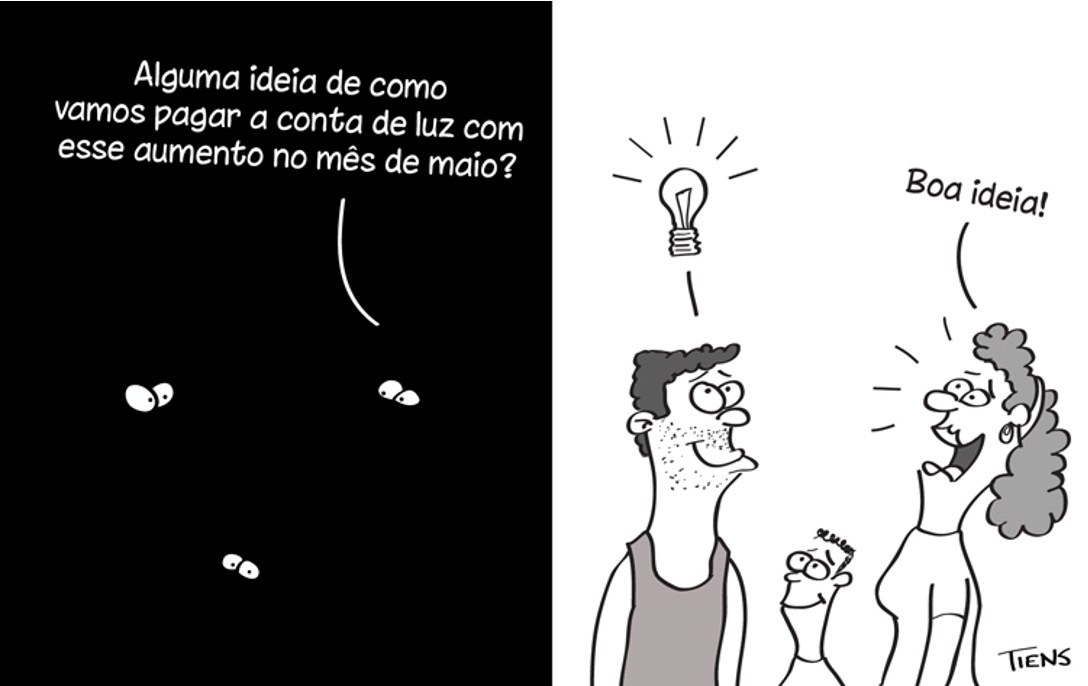 Alguma ideia de como
vamos pagar a conta de luz com
esse aumento no mês de maio?
Boa ideia!
TIENS